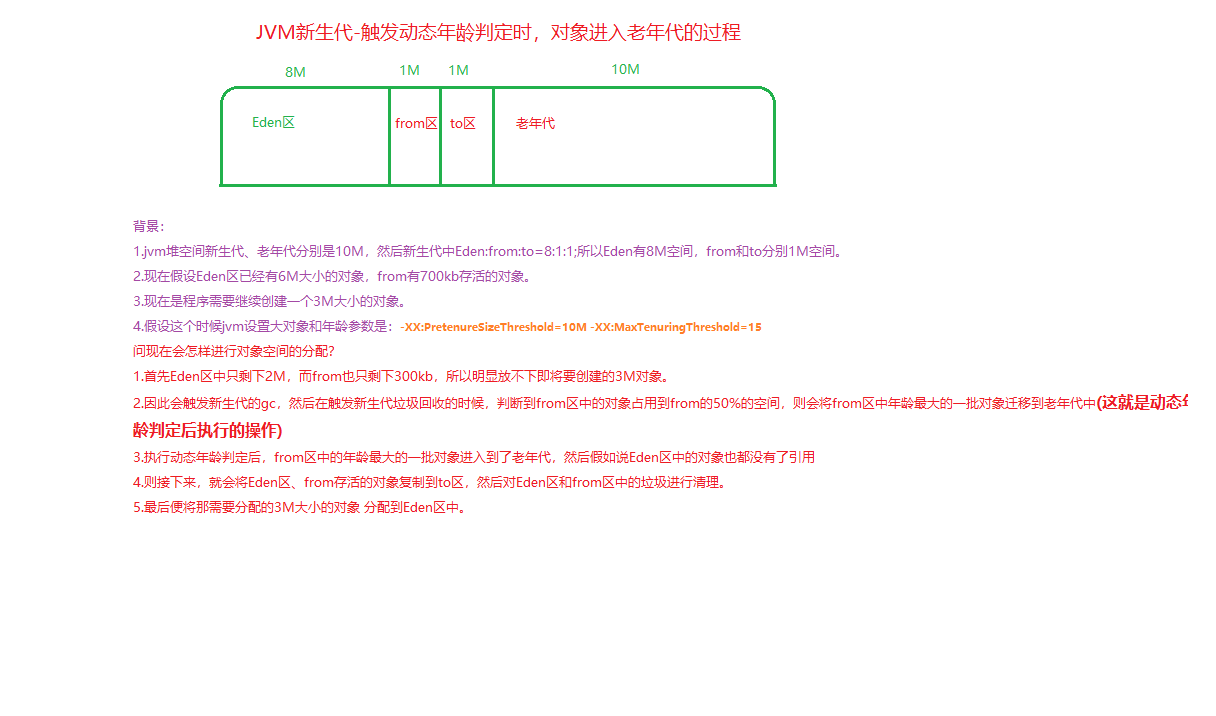 JVM新生代-触发动态年龄判定时，对象进入老年代的过程
8M 1M 1M 10M
Eden区 from区 to区 老年代
背景：
1.jvm堆空间新生代、老年代分别是10M，然后新生代中Eden:from:to=8:1:1;所以Eden有8M空间，from和to分别1M空间。
2.现在假设Eden区已经有6M大小的对象，from有700kb存活的对象。
3.现在是程序需要继续创建一个3M大小的对象。
4.假设这个时候jvm设置大对象和年龄参数是：-XX:PretenureSizeThreshold=10M -XX:MaxTenuringThreshold=15
问现在会怎样进行对象空间的分配?
1.首先Eden区中只剩下2M，而from也只剩下300kb，所以明显放不下即将要创建的3M对象。
2.因此会触发新生代的gc，然后在触发新生代垃圾回收的时候，判断到from区中的对象占用到from的50%的空间，则会将from区中年龄最大的一批对象迁移到老年代中(这就是动态年
龄判定后执行的操作)
3.执行动态年龄判定后，from区中的年龄最大的一批对象进入到了老年代，然后假如说Eden区中的对象也都没有了引用
4.则接下来，就会将Eden区、from存活的对象复制到to区，然后对Eden区和from区中的垃圾进行清理。
5.最后便将那需要分配的3M大小的对象 分配到Eden区中。